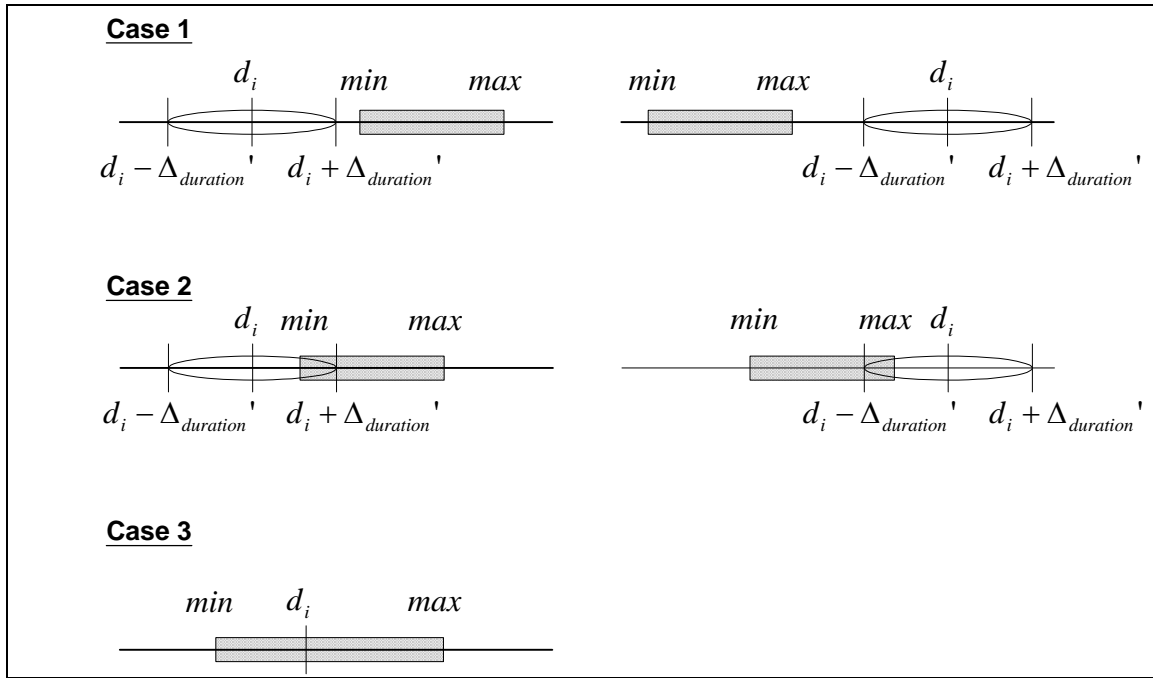 Case 1
d_i min max min max d_i
d_i − Δ_duration' d_i + Δ_duration' d_i − Δ_duration' d_i + Δ_duration'
Case 2
d_i min max min max d_i
d_i − Δ_duration' d_i + Δ_duration' d_i − Δ_duration' d_i + Δ_duration'
Case 3
min d_i max